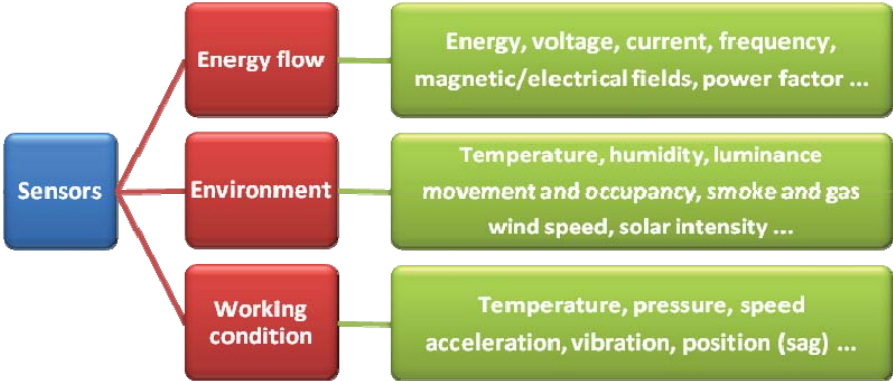 Sensors
Energy flow
Energy, voltage, current, frequency,
magnetic/electrical fields, power factor ...
Environment
Temperature, humidity, luminance
movement and occupancy, smoke and gas
wind speed, solar intensity ...
Working
condition
Temperature, pressure, speed
acceleration, vibration, position (sag) ...